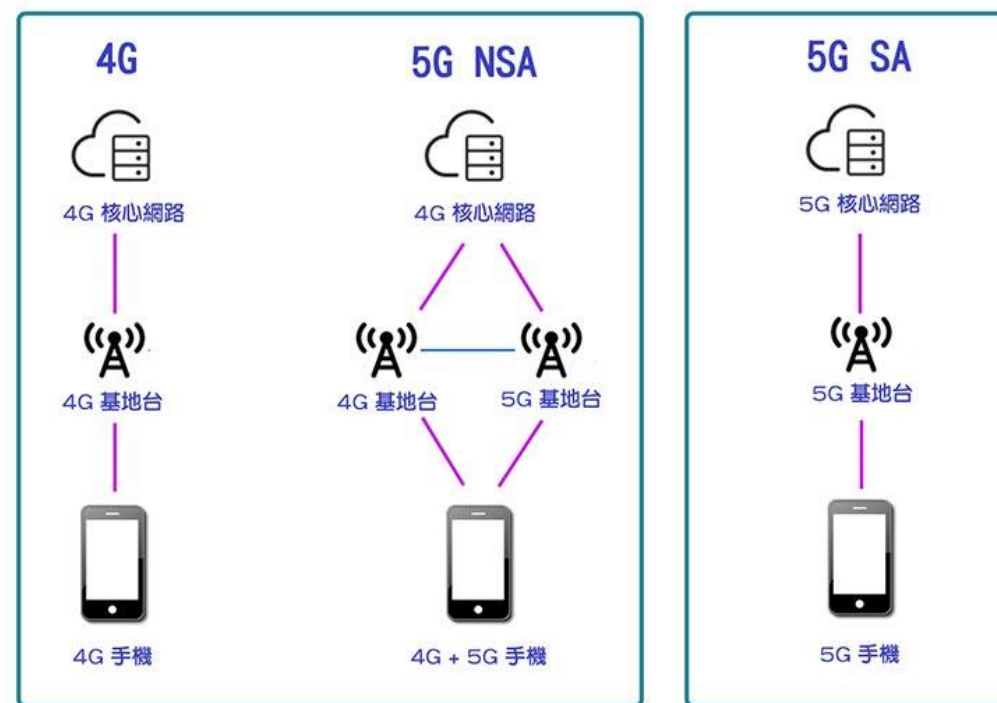 4G
4G 核心網路
4G 基地台
4G 手機
5G NSA
4G 核心網路
4G 基地台
5G 基地台
4G + 5G 手機
5G SA
5G 核心網路
5G 基地台
5G 手機